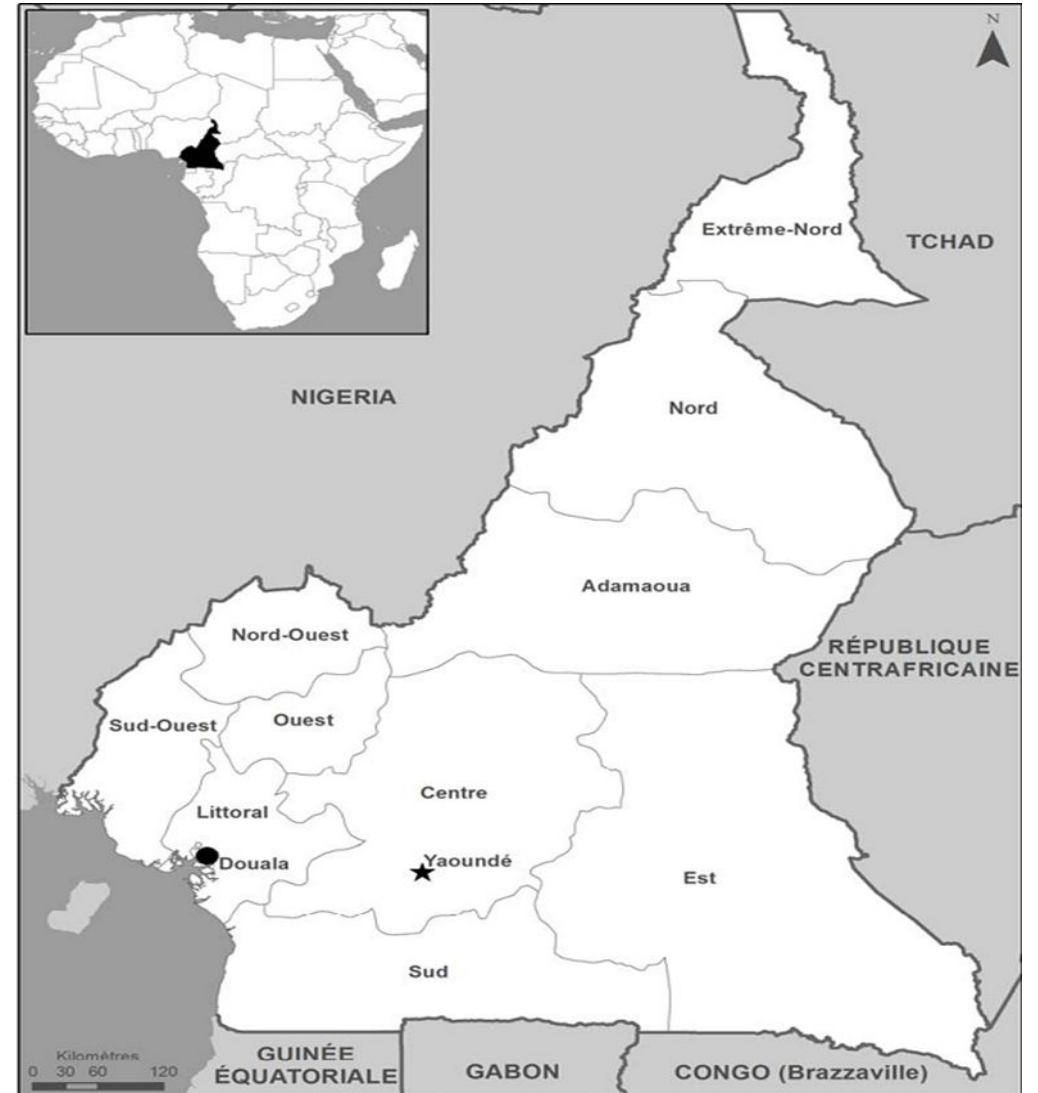 N
Extrême-Nord
TCHAD
NIGERIA
Nord
Adamaoua
Nord-Ouest
RÉPUBLIQUE
CENTRAFRICAINE
Sud-Ouest
Ouest
Centre
Littoral
Douala
Yaoundé
Est
Sud
Kilomètres
0 30 60 120
GUINÉE
ÉQUATORIALE
GABON
CONGO (Brazzaville)